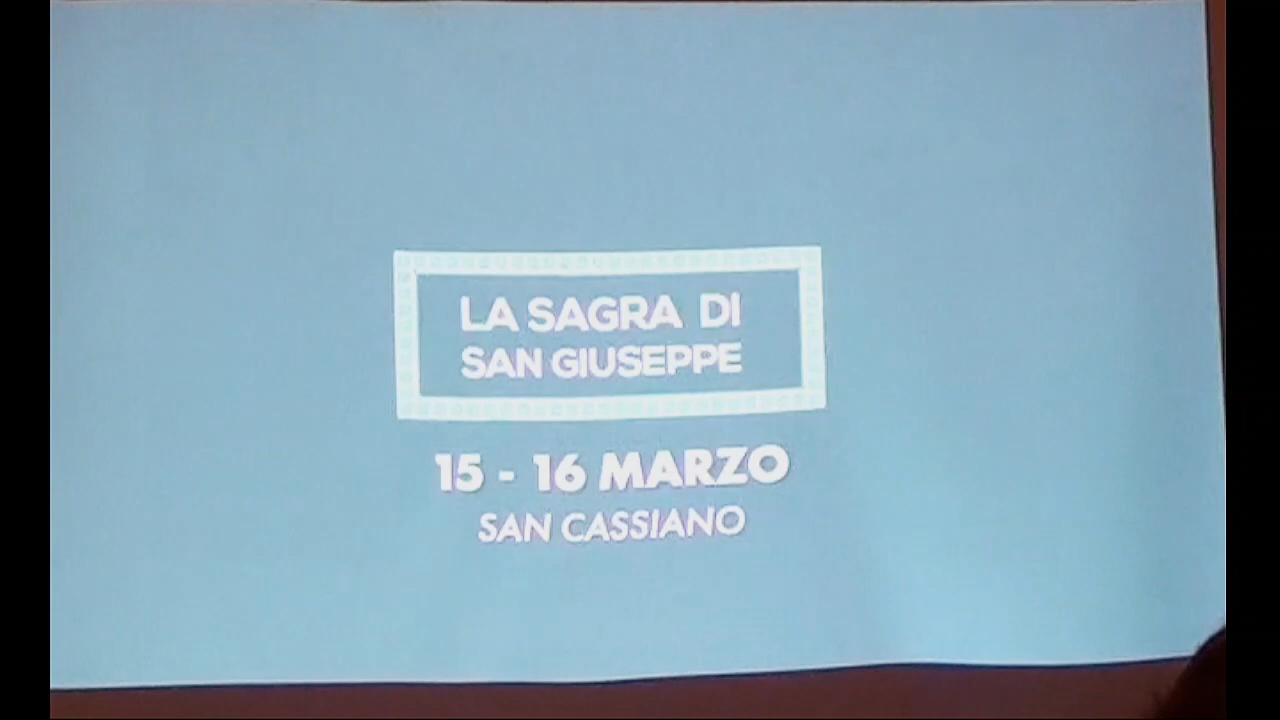 LA SAGRA DI
SAN GIUSEPPE
15 - 16 MARZO
SAN CASSIANO